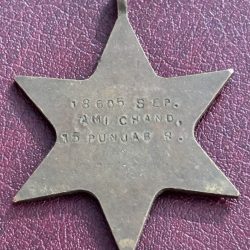 18605 SEP.
AMI CHAND,
15 PUNJAB R.